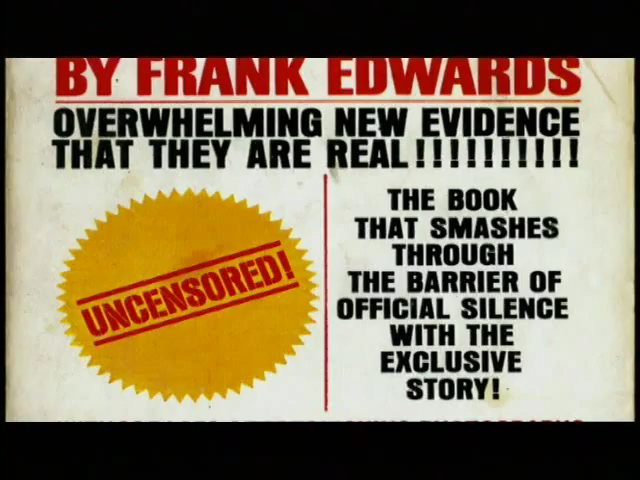 BY FRANK EDWARDS
OVERWHELMING NEW EVIDENCE
THAT THEY ARE REAL!!!!!!!!!!
UNCENSORED!
THE BOOK
THAT SMASHES
THROUGH
THE BARRIER OF
OFFICIAL SILENCE
WITH THE
EXCLUSIVE
STORY!